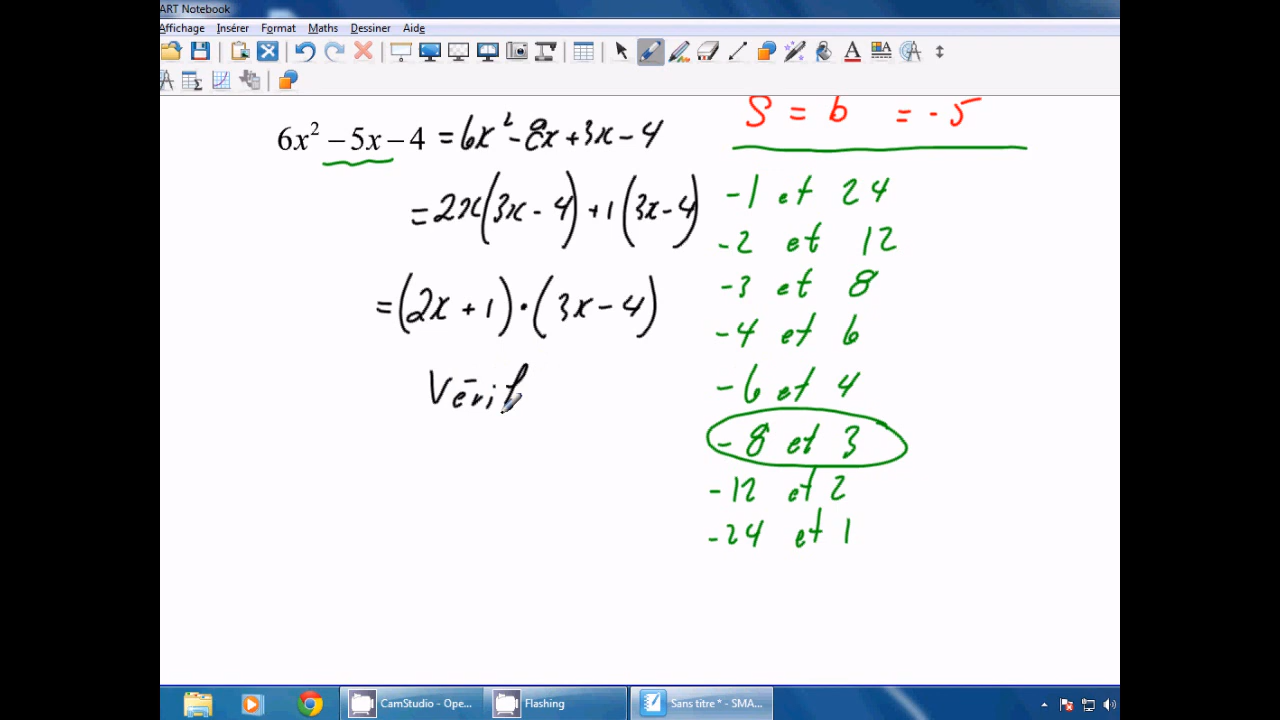 ART Notebook
Affichage Insérer Format Maths Dessiner Aide
S = b = -5
6x² - 5x - 4 = 6x² - 8x + 3x - 4
= 2x(3x - 4) + 1(3x - 4)
= (2x + 1) · (3x - 4)
Vérif
-1 et 24
-2 et 12
-3 et 8
-4 et 6
-6 et 4
-8 et 3
-12 et 2
-24 et 1
CamStudio - Ope... Flashing Sans titre * - SMA...